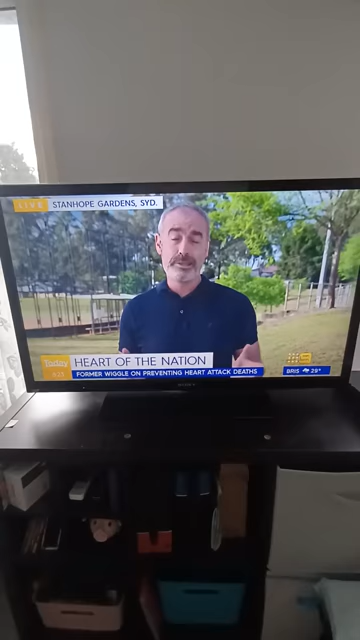 LIVE STANHOPE GARDENS, SYD.
Today HEART OF THE NATION
FORMER WIGGLE ON PREVENTING HEART ATTACK DEATHS
9
BRIS 29°
SONY